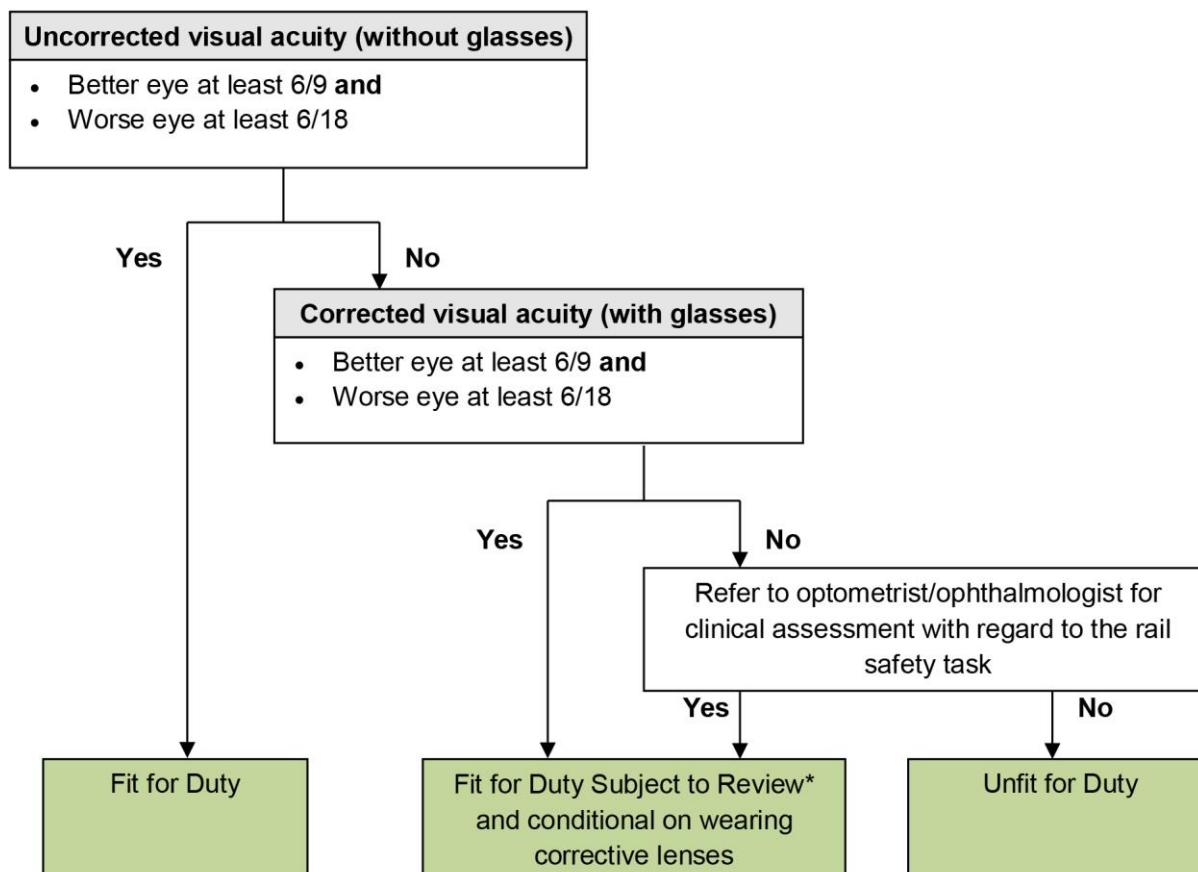 Uncorrected visual acuity (without glasses)
• Better eye at least 6/9 and
• Worse eye at least 6/18
Yes
No
Corrected visual acuity (with glasses)
• Better eye at least 6/9 and
• Worse eye at least 6/18
Yes
No
Refer to optometrist/ophthalmologist for
clinical assessment with regard to the rail
safety task
Yes
No
Fit for Duty
Fit for Duty Subject to Review*
and conditional on wearing
corrective lenses
Unfit for Duty